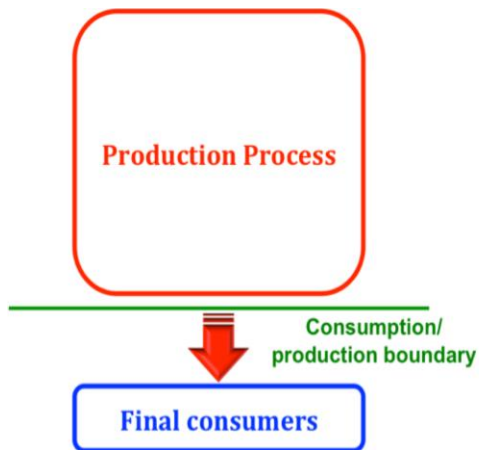 Production Process
Consumption/
production boundary
Final consumers